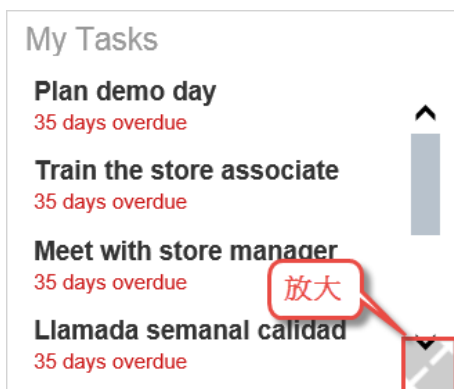 My Tasks
Plan demo day
35 days overdue
Train the store associate
35 days overdue
Meet with store manager
35 days overdue
放大
Llamada semanal calidad
35 days overdue